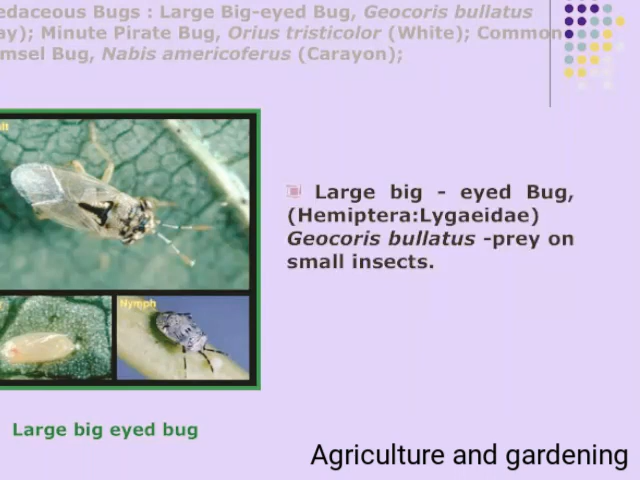 edaceous Bugs : Large Big-eyed Bug, Geocoris bullatus
ay); Minute Pirate Bug, Orius tristicolor (White); Common
msel Bug, Nabis americoferus (Carayon);
Large big - eyed Bug,
(Hemiptera:Lygaeidae)
Geocoris bullatus -prey on
small insects.
Nymph
Large big eyed bug
Agriculture and gardening